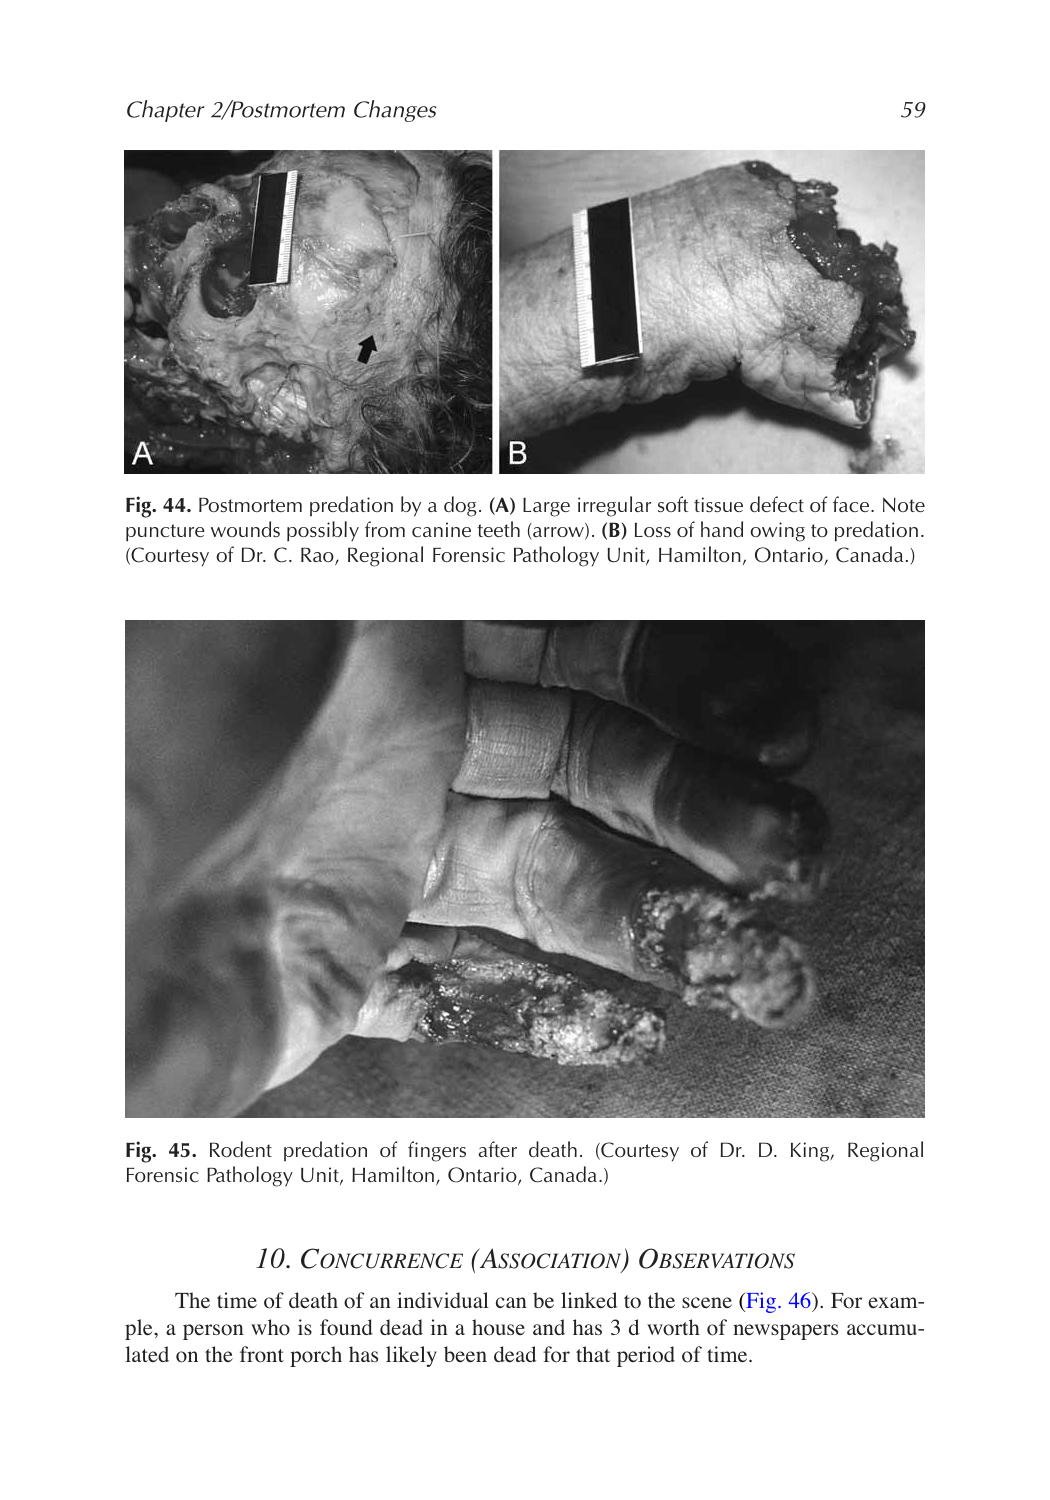 Chapter 2/Postmortem Changes 59
A
B
Fig. 44. Postmortem predation by a dog. (A) Large irregular soft tissue defect of face. Note
puncture wounds possibly from canine teeth (arrow). (B) Loss of hand owing to predation.
(Courtesy of Dr. C. Rao, Regional Forensic Pathology Unit, Hamilton, Ontario, Canada.)
Fig. 45. Rodent predation of fingers after death. (Courtesy of Dr. D. King, Regional
Forensic Pathology Unit, Hamilton, Ontario, Canada.)
10. CONCURRENCE (ASSOCIATION) OBSERVATIONS
The time of death of an individual can be linked to the scene (Fig. 46). For exam-
ple, a person who is found dead in a house and has 3 d worth of newspapers accumu-
lated on the front porch has likely been dead for that period of time.